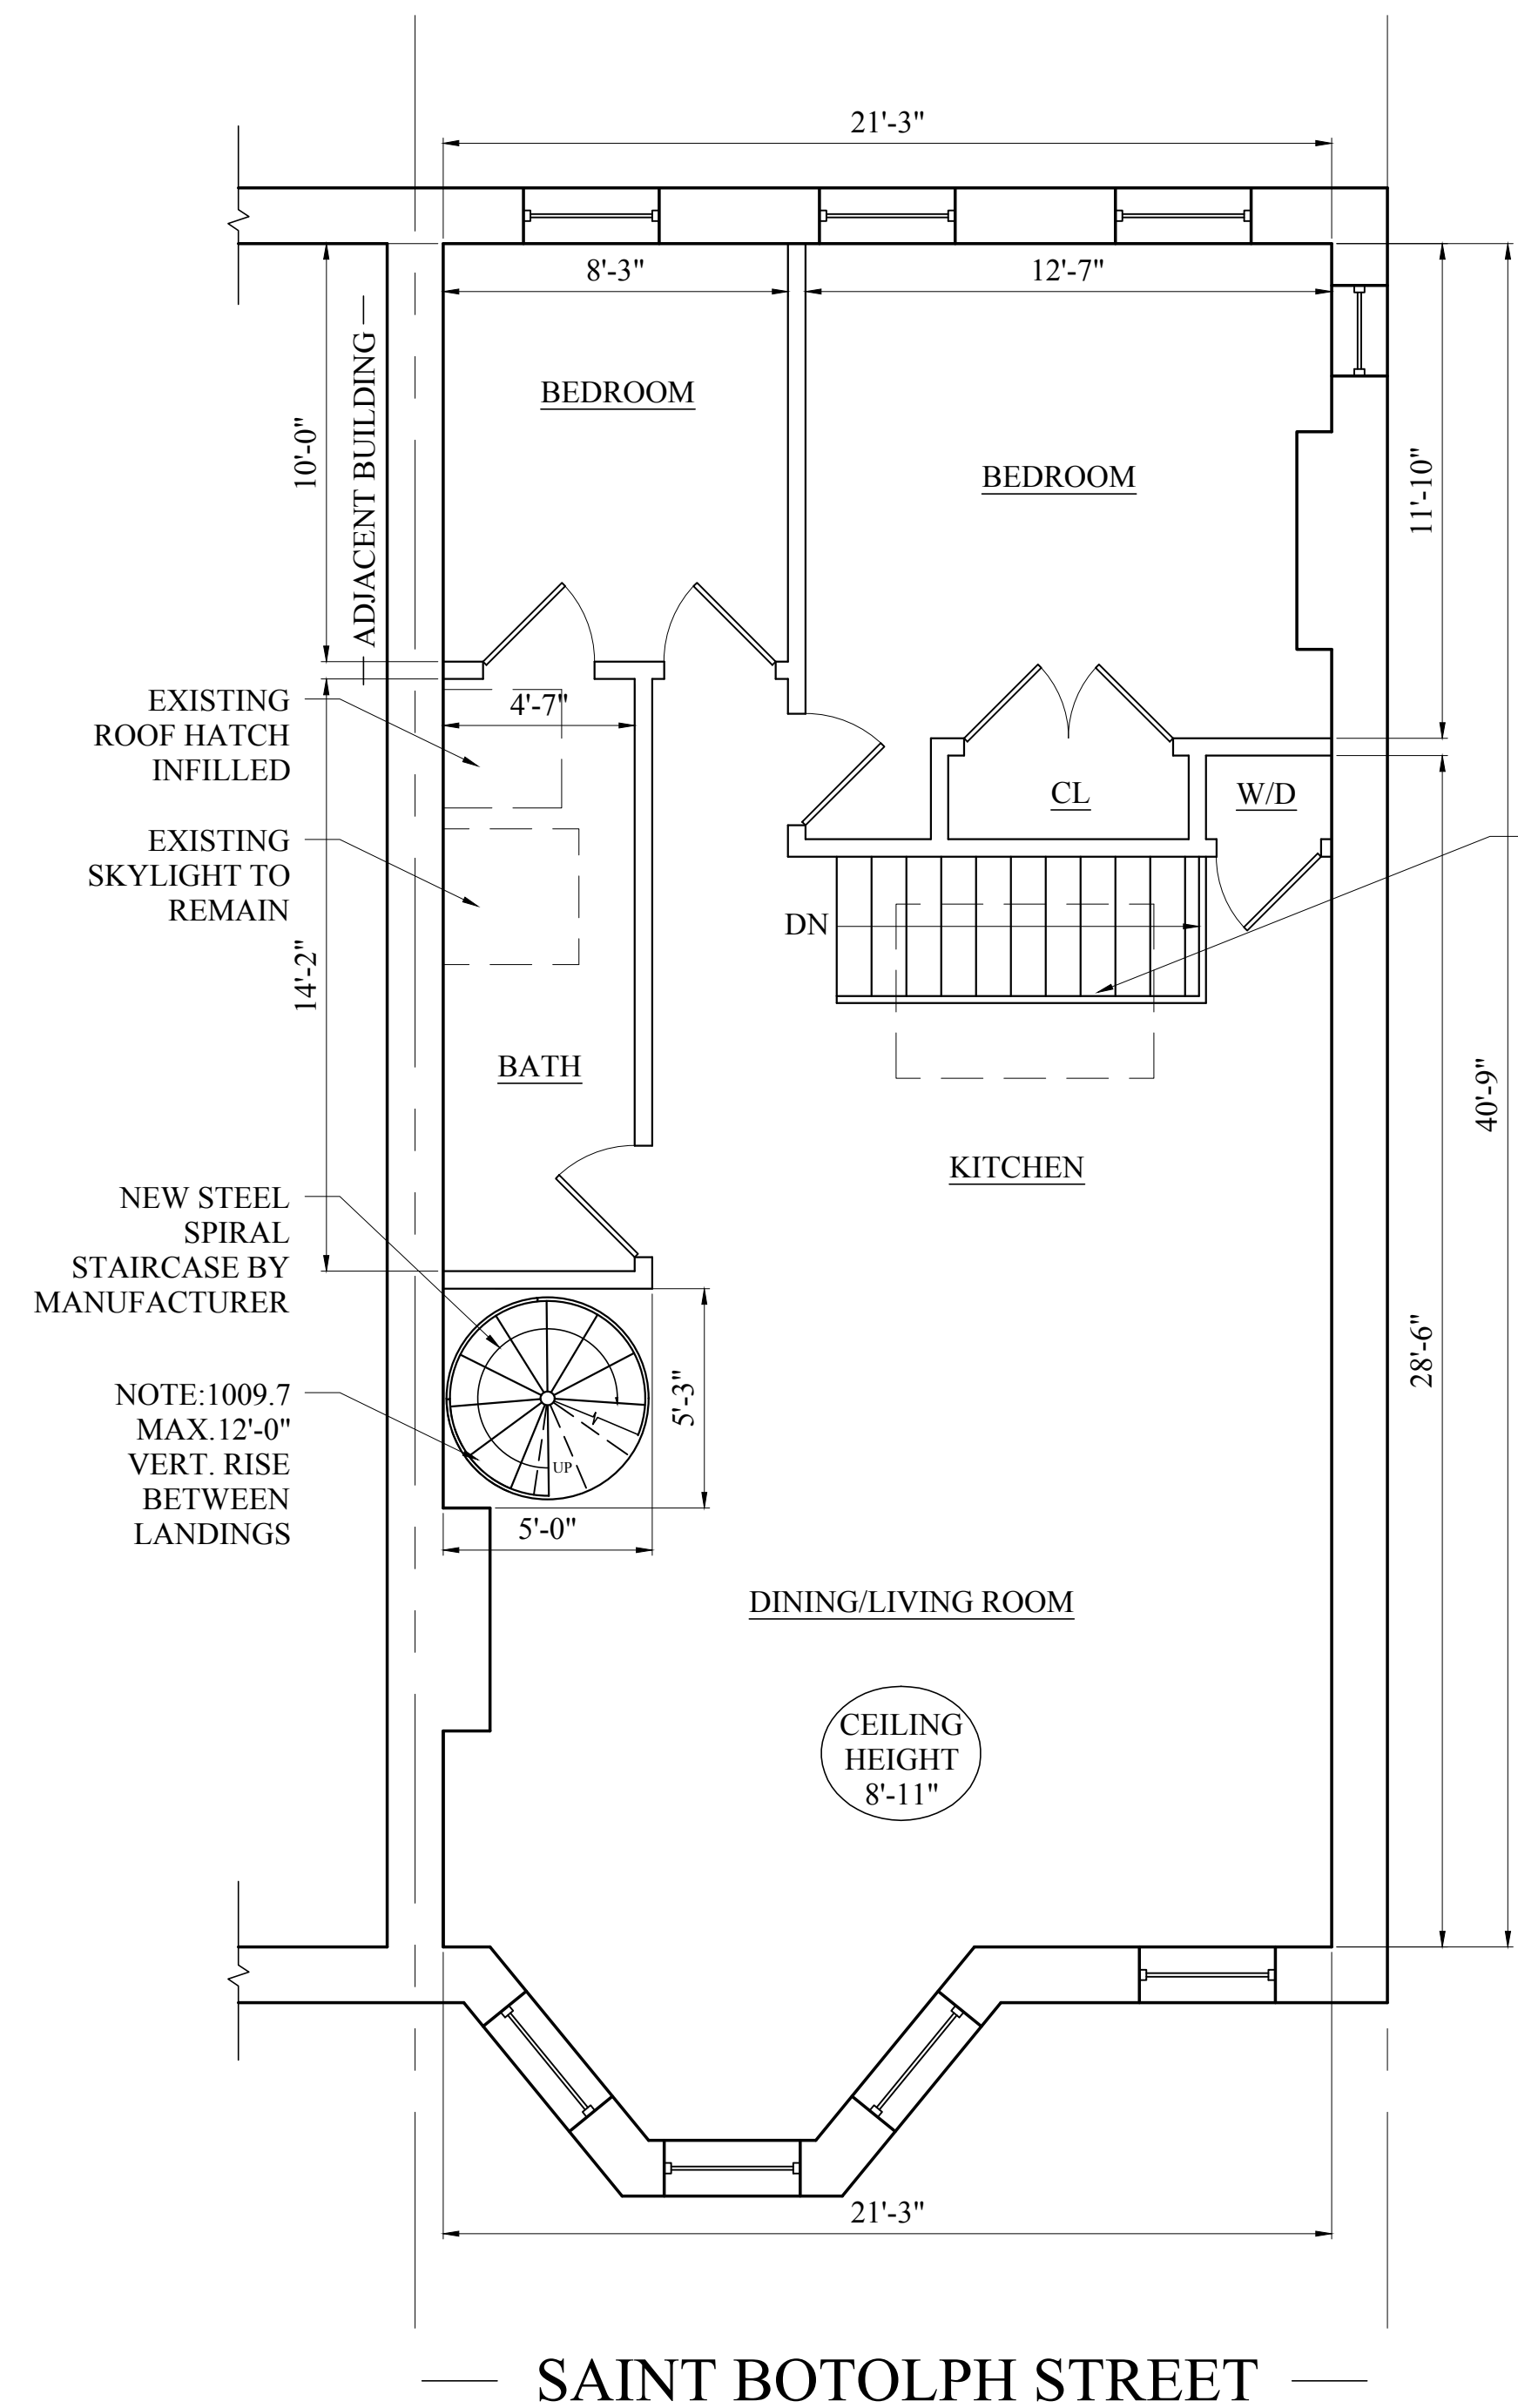 21'-3"
8'-3"
12'-7"
BEDROOM
BEDROOM
10'-0"
ADJACENT BUILDING
11'-10"
40'-9"
EXISTING
ROOF HATCH
INFILLED
4'-7"
CL
W/D
EXISTING
SKYLIGHT TO
REMAIN
DN
14'-2"
BATH
KITCHEN
NEW STEEL
SPIRAL
STAIRCASE BY
MANUFACTURER
28'-6"
5'-3"
NOTE:1009.7
MAX.12'-0"
VERT. RISE
BETWEEN
LANDINGS
UP
5'-0"
DINING/LIVING ROOM
CEILING
HEIGHT
8'-11"
21'-3"
SAINT BOTOLPH STREET